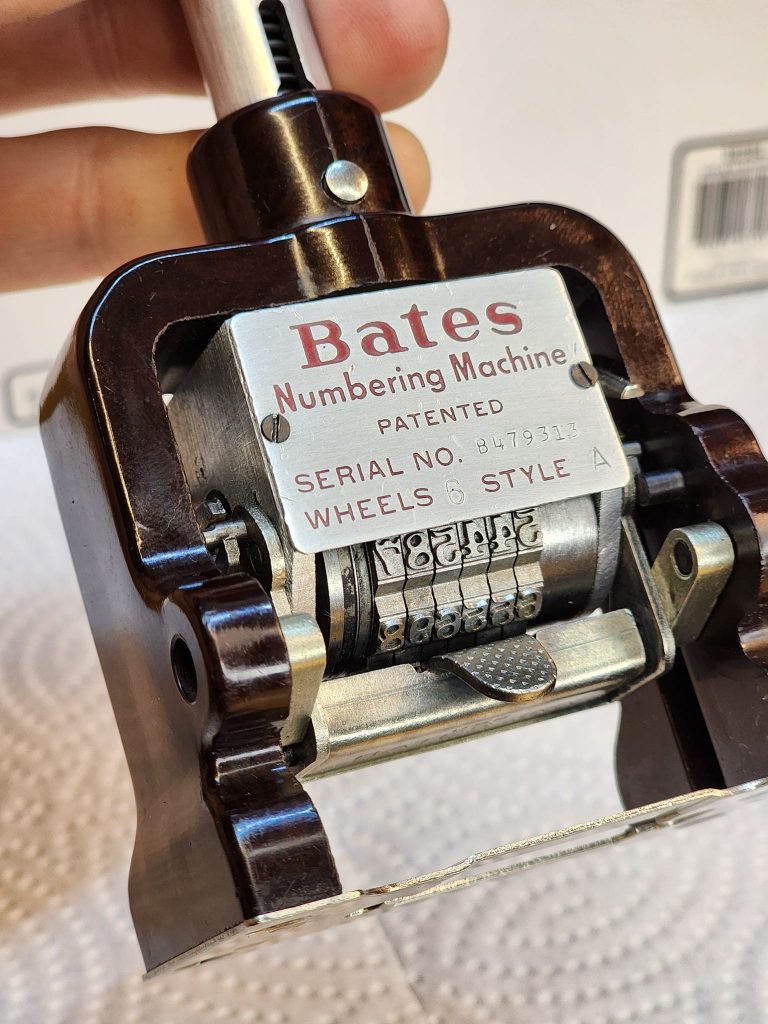 Bates
Numbering Machine
PATENTED
SERIAL NO. B479313
WHEELS 6 STYLE A